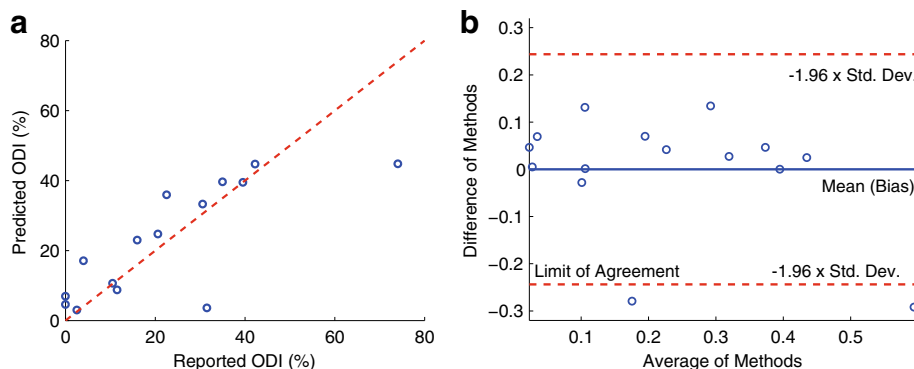 a
80
60
40
20
0
Predicted ODI (%)
0 20 40 60 80
Reported ODI (%)
b
0.3
0.2
0.1
0
−0.1
−0.2
−0.3
Difference of Methods
-1.96 x Std. Dev.
Mean (Bias)
Limit of Agreement -1.96 x Std. Dev.
0.1 0.2 0.3 0.4 0.5
Average of Methods